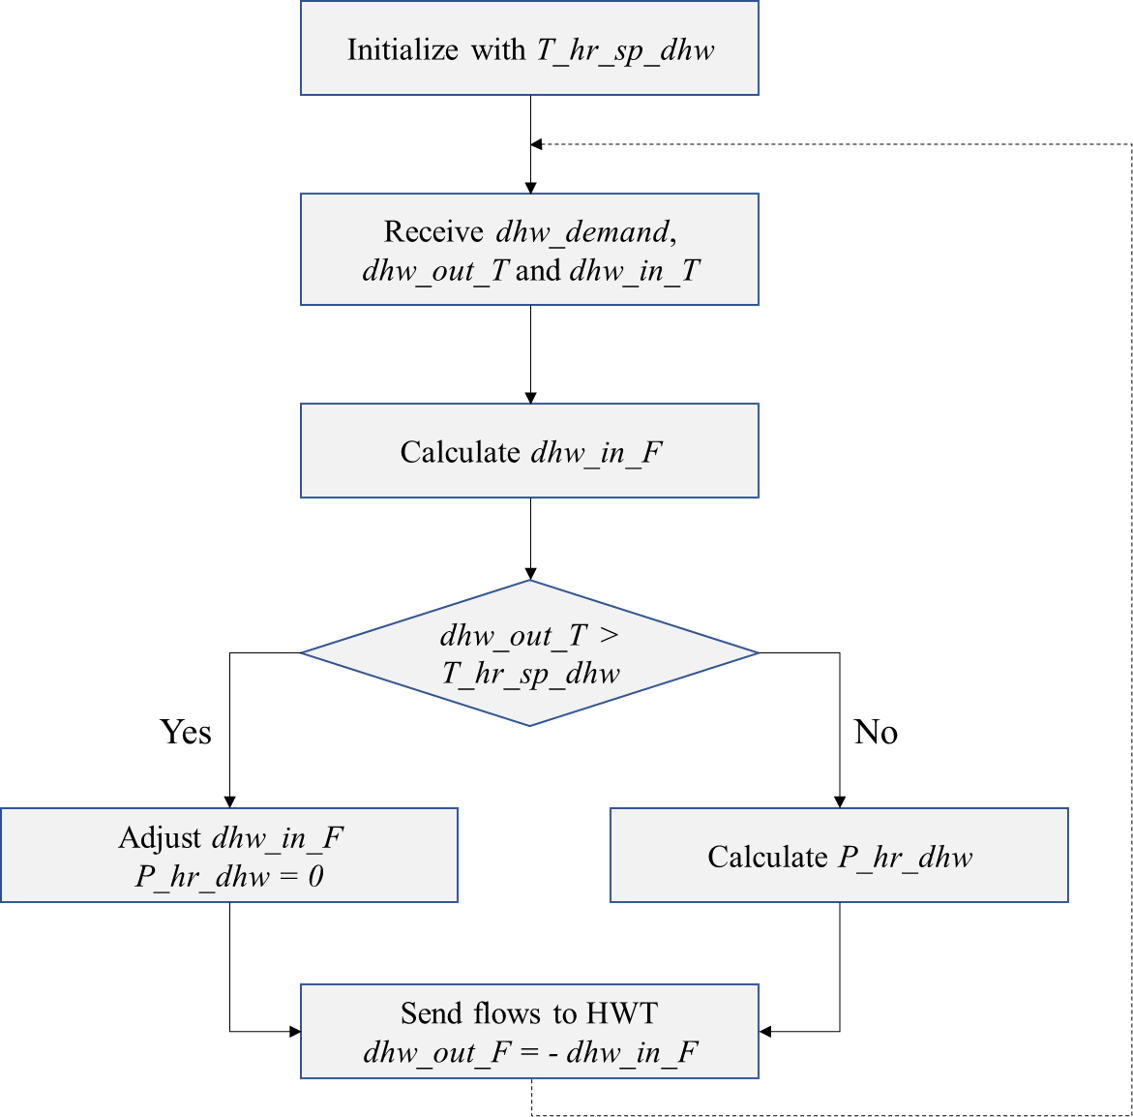 Initialize with T_hr_sp_dhw
Receive dhw_demand,
dhw_out_T and dhw_in_T
Calculate dhw_in_F
dhw_out_T >
T_hr_sp_dhw
Yes
No
Adjust dhw_in_F
P_hr_dhw = 0
Calculate P_hr_dhw
Send flows to HWT
dhw_out_F = - dhw_in_F